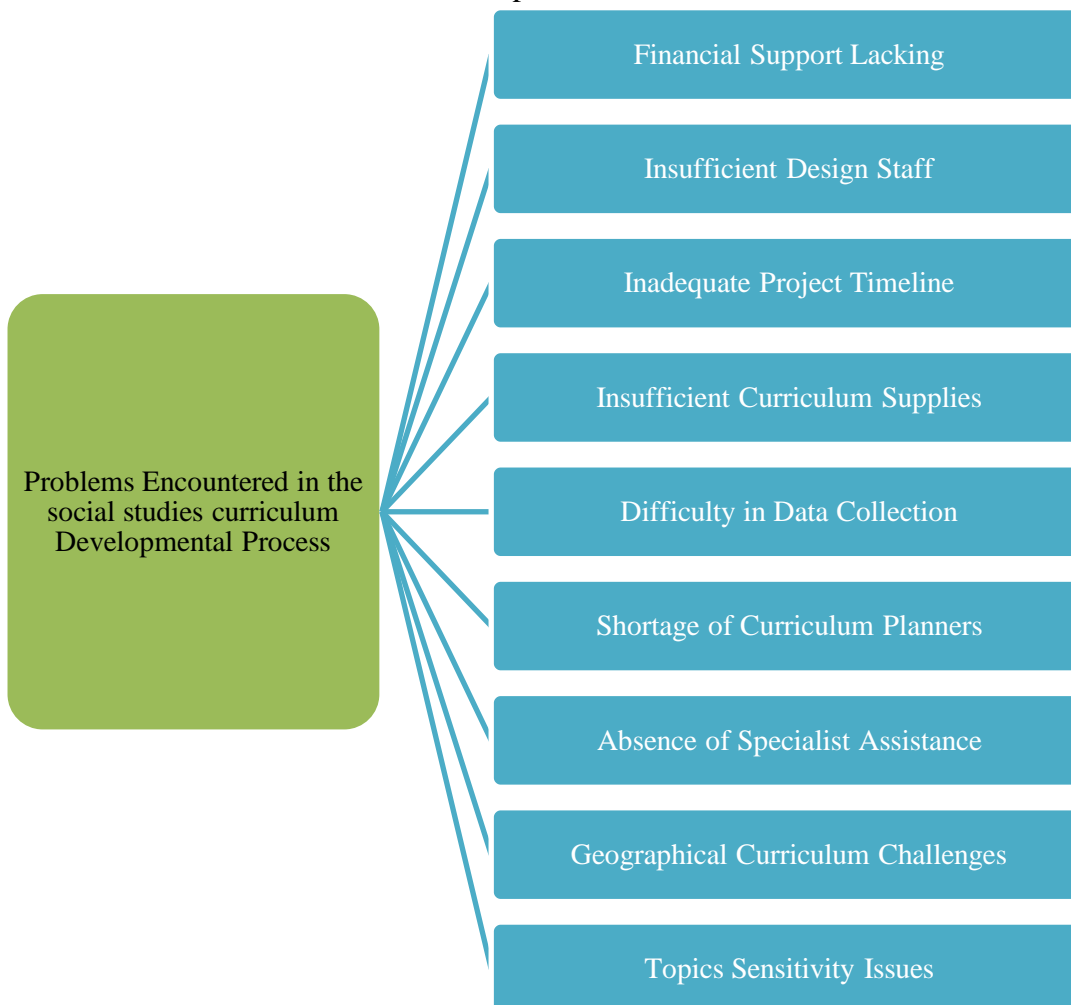 Financial Support Lacking
Insufficient Design Staff
Inadequate Project Timeline
Insufficient Curriculum Supplies
Problems Encountered in the
social studies curriculum
Developmental Process
Difficulty in Data Collection
Shortage of Curriculum Planners
Absence of Specialist Assistance
Geographical Curriculum Challenges
Topics Sensitivity Issues